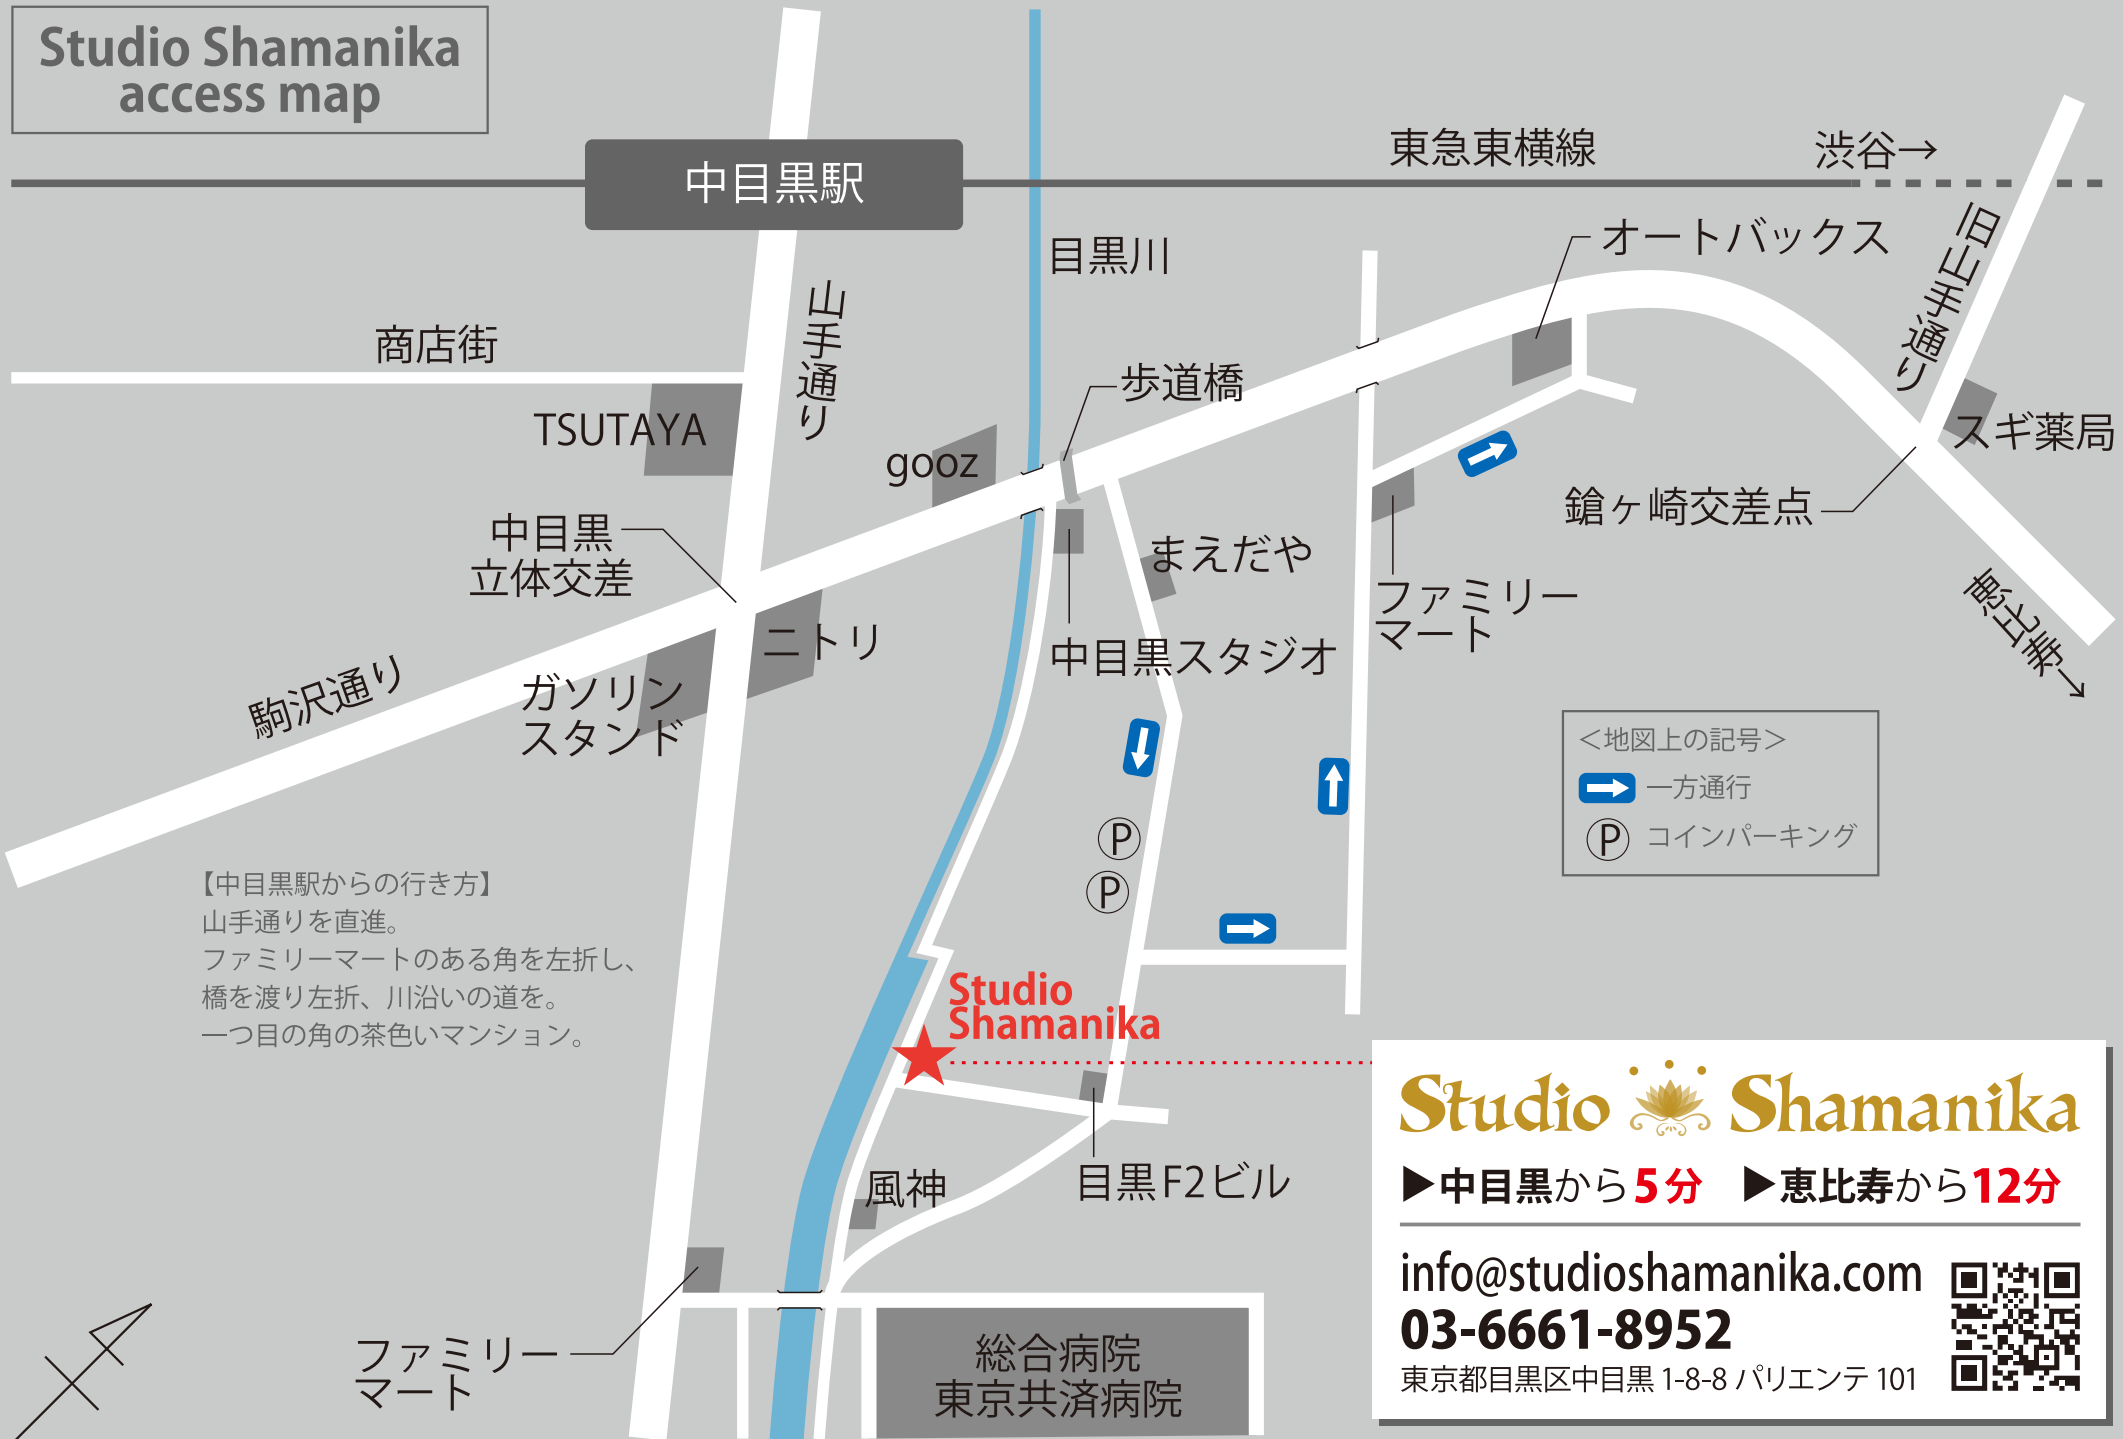 Studio Shamanika
access map
中目黒駅
東急東横線
渋谷→
目黒川
オートバックス
旧山手通り
山手通り
商店街
歩道橋
TSUTAYA
gooz
スギ薬局
鎗ヶ崎交差点
中目黒
立体交差
まえだや
ファミリー
マート
恵比寿→
ニトリ
中目黒スタジオ
駒沢通り
ガソリン
スタンド
＜地図上の記号＞
一方通行
Ⓟ コインパーキング
Ⓟ
Ⓟ
【中目黒駅からの行き方】
山手通りを直進。
ファミリーマートのある角を左折し、
橋を渡り左折、川沿いの道を。
一つ目の角の茶色いマンション。
Studio
Shamanika
風神
目黒F2ビル
ファミリー
マート
総合病院
東京共済病院
Studio Shamanika
▶中目黒から5分 ▶恵比寿から12分
info@studioshamanika.com
03-6661-8952
東京都目黒区中目黒 1-8-8 パリエンテ 101